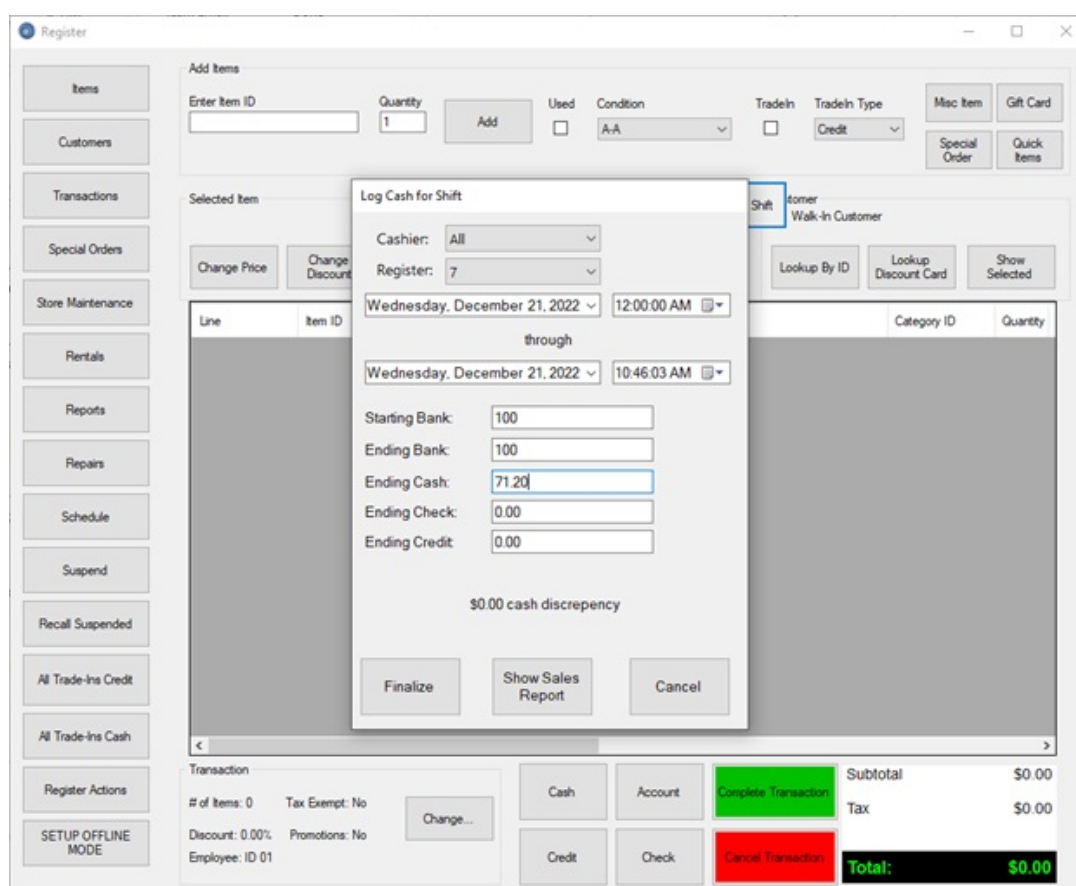 Register
Items
Customers
Transactions
Special Orders
Store Maintenance
Rentals
Reports
Repairs
Schedule
Suspend
Recall Suspended
All Trade-Ins Credit
All Trade-Ins Cash
Register Actions
SETUP OFFLINE
MODE
Add Items
Enter Item ID
Quantity
1
Add
Used
Condition
A-A
TradeIn
TradeIn Type
Credit
Misc Item
Gift Card
Special
Order
Quick
Items
Selected Item
Change Price
Change
Discount
Shift
tomer
Walk-In Customer
Lookup By ID
Lookup
Discount Card
Show
Selected
Line
Item ID
Category ID
Quantity
Log Cash for Shift
Cashier: All
Register: 7
Wednesday, December 21, 2022 12:00:00 AM
through
Wednesday, December 21, 2022 10:46:03 AM
Starting Bank: 100
Ending Bank: 100
Ending Cash: 71.20
Ending Check: 0.00
Ending Credit: 0.00
$0.00 cash discrepency
Finalize
Show Sales
Report
Cancel
Transaction
# of Items: 0 Tax Exempt: No
Discount: 0.00% Promotions: No
Employee: ID 01
Change...
Cash
Account
Credit
Check
Complete Transaction
Cancel Transaction
Subtotal $0.00
Tax $0.00
Total: $0.00